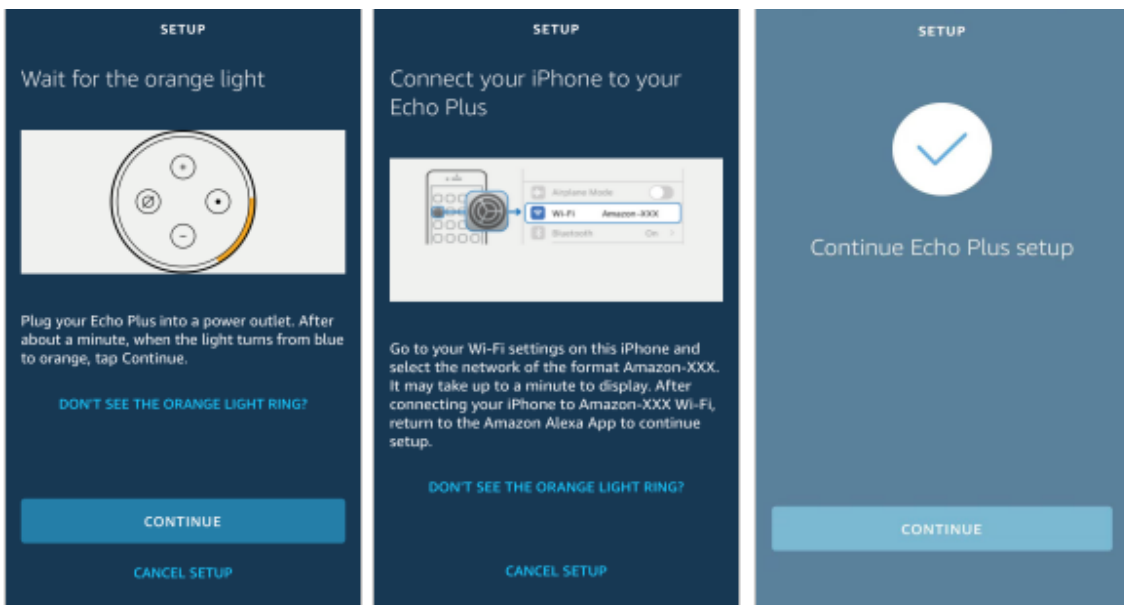 SETUP
Wait for the orange light
Plug your Echo Plus into a power outlet. After
about a minute, when the light turns from blue
to orange, tap Continue.
DON'T SEE THE ORANGE LIGHT RING?
CONTINUE
CANCEL SETUP
SETUP
Connect your iPhone to your
Echo Plus
Airplane Mode
Wi-Fi Amazon-XXX
Bluetooth On
Go to your Wi-Fi settings on this iPhone and
select the network of the format Amazon-XXX.
It may take up to a minute to display. After
connecting your iPhone to Amazon-XXX Wi-Fi,
return to the Amazon Alexa App to continue
setup.
DON'T SEE THE ORANGE LIGHT RING?
CANCEL SETUP
SETUP
Continue Echo Plus setup
CONTINUE